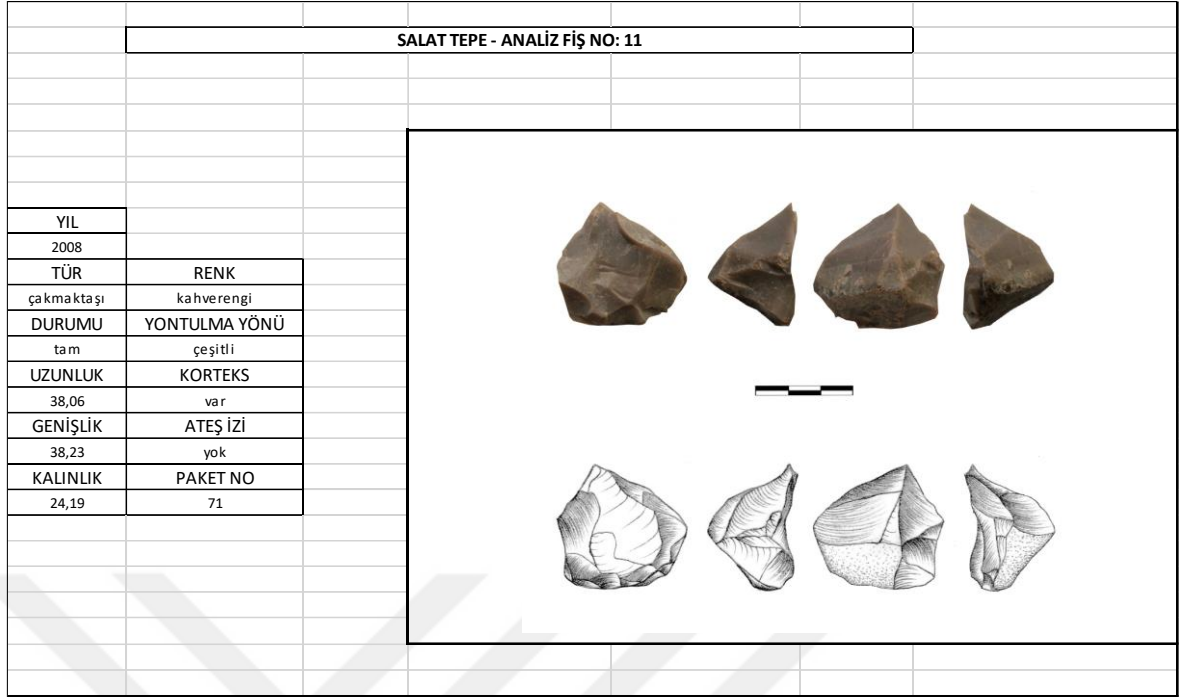 SALAT TEPE - ANALİZ FİŞ NO: 11
YIL
2008
TÜR RENK
çakmaktaşı kahverengi
DURUMU YONTULMA YÖNÜ
tam çeşitli
UZUNLUK KORTEKS
38,06 var
GENİŞLİK ATEŞ İZİ
38,23 yok
KALINLIK PAKET NO
24,19 71